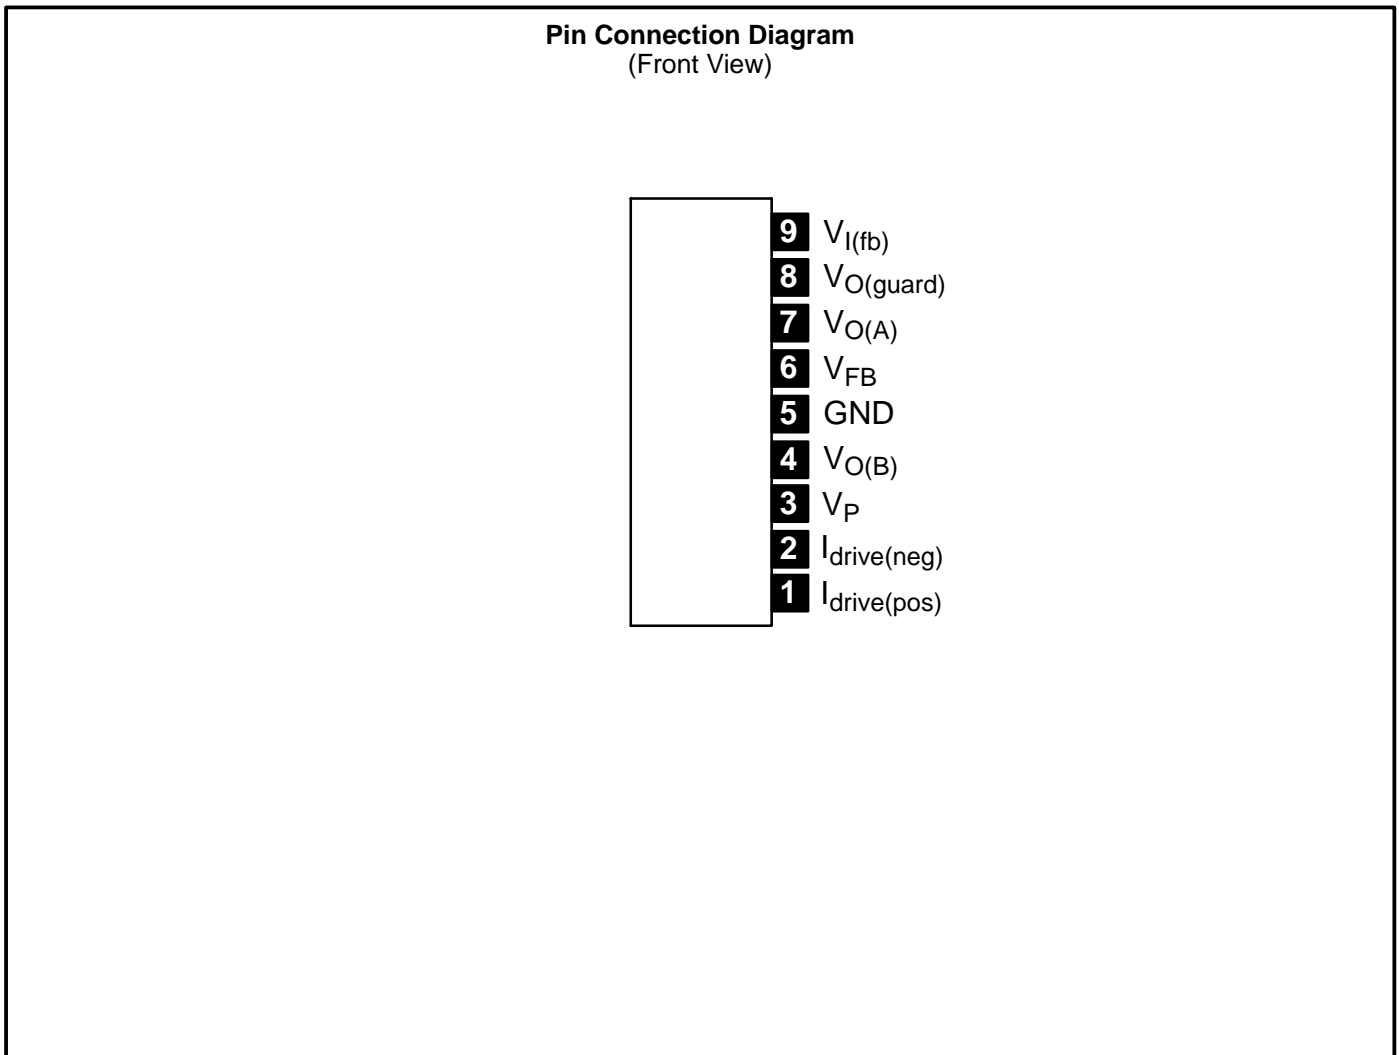 Pin Connection Diagram
(Front View)
9 VI(fb)
8 VO(guard)
7 VO(A)
6 VFB
5 GND
4 VO(B)
3 VP
2 Idrive(neg)
1 Idrive(pos)